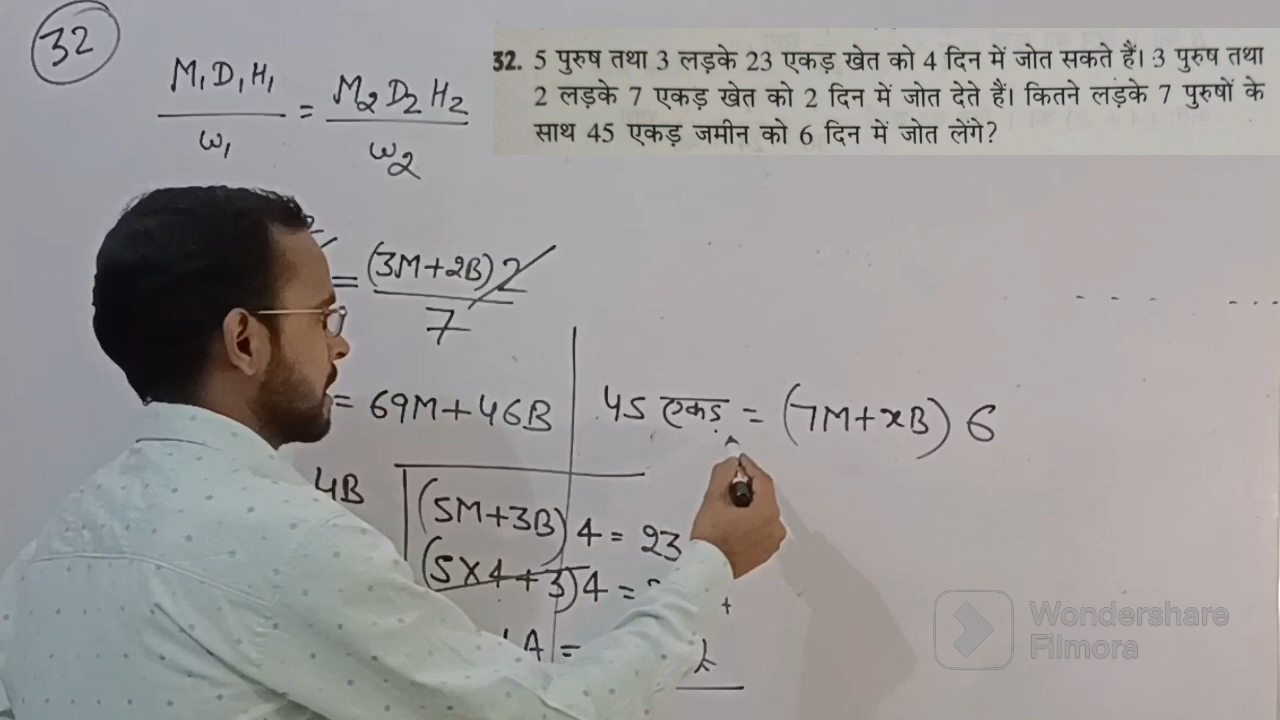 32
M₁D₁H₁ / ω₁ = M₂D₂H₂ / ω₂
32. 5 पुरुष तथा 3 लड़के 23 एकड़ खेत को 4 दिन में जोत सकते हैं। 3 पुरुष तथा
2 लड़के 7 एकड़ खेत को 2 दिन में जोत देते हैं। कितने लड़के 7 पुरुषों के
साथ 45 एकड़ जमीन को 6 दिन में जोत लेंगे?
= (3M+2B) 2 / 7
= 69M+46B
45 एकड़ = (7M+xB) 6
4B
(5M+3B) 4 = 23
(5×4+3) 4 =
A =
Wondershare
Filmora